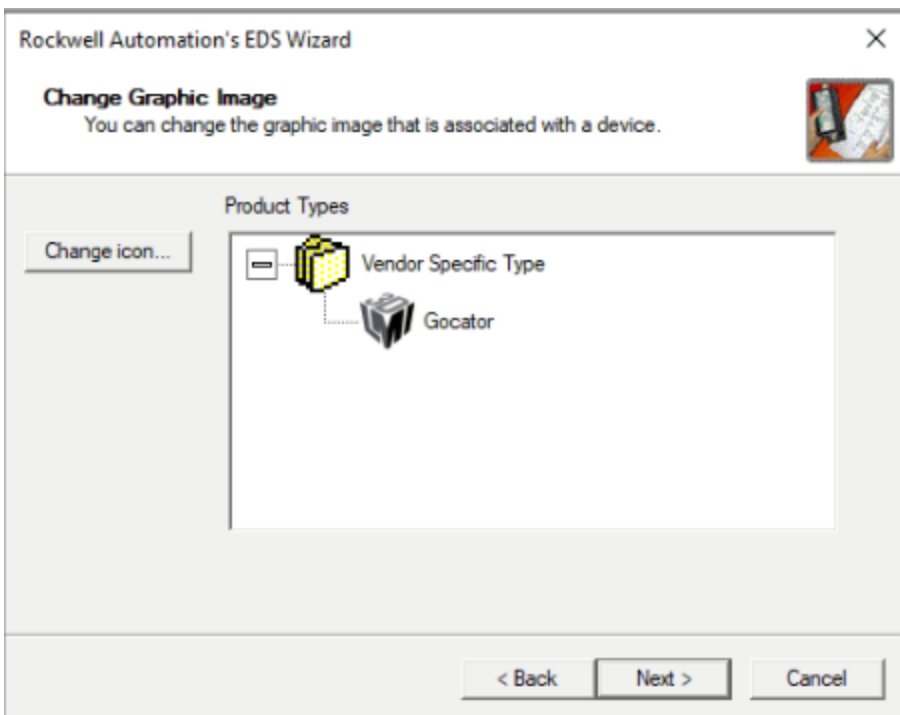 Rockwell Automation's EDS Wizard
Change Graphic Image
You can change the graphic image that is associated with a device.
Product Types
Change icon...
Vendor Specific Type
Gocator
< Back
Next >
Cancel